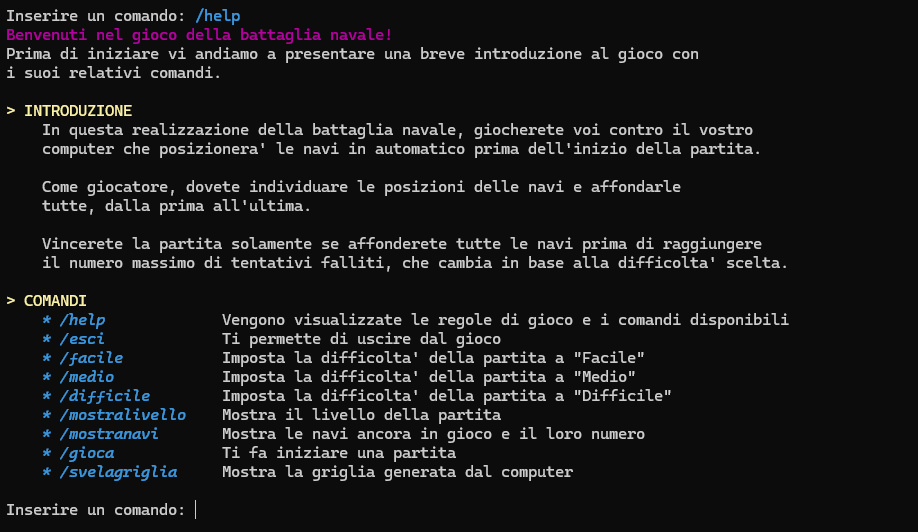 Inserire un comando: /help
Benvenuti nel gioco della battaglia navale!
Prima di iniziare vi andiamo a presentare una breve introduzione al gioco con
i suoi relativi comandi.
> INTRODUZIONE
In questa realizzazione della battaglia navale, giocherete voi contro il vostro
computer che posizionera' le navi in automatico prima dell'inizio della partita.
Come giocatore, dovete individuare le posizioni delle navi e affondarle
tutte, dalla prima all'ultima.
Vincerete la partita solamente se affonderete tutte le navi prima di raggiungere
il numero massimo di tentativi falliti, che cambia in base alla difficolta' scelta.
> COMANDI
* /help Vengono visualizzate le regole di gioco e i comandi disponibili
* /esci Ti permette di uscire dal gioco
* /facile Imposta la difficolta' della partita a "Facile"
* /medio Imposta la difficolta' della partita a "Medio"
* /difficile Imposta la difficolta' della partita a "Difficile"
* /mostralivello Mostra il livello della partita
* /mostranavi Mostra le navi ancora in gioco e il loro numero
* /gioca Ti fa iniziare una partita
* /svelagriglia Mostra la griglia generata dal computer
Inserire un comando: